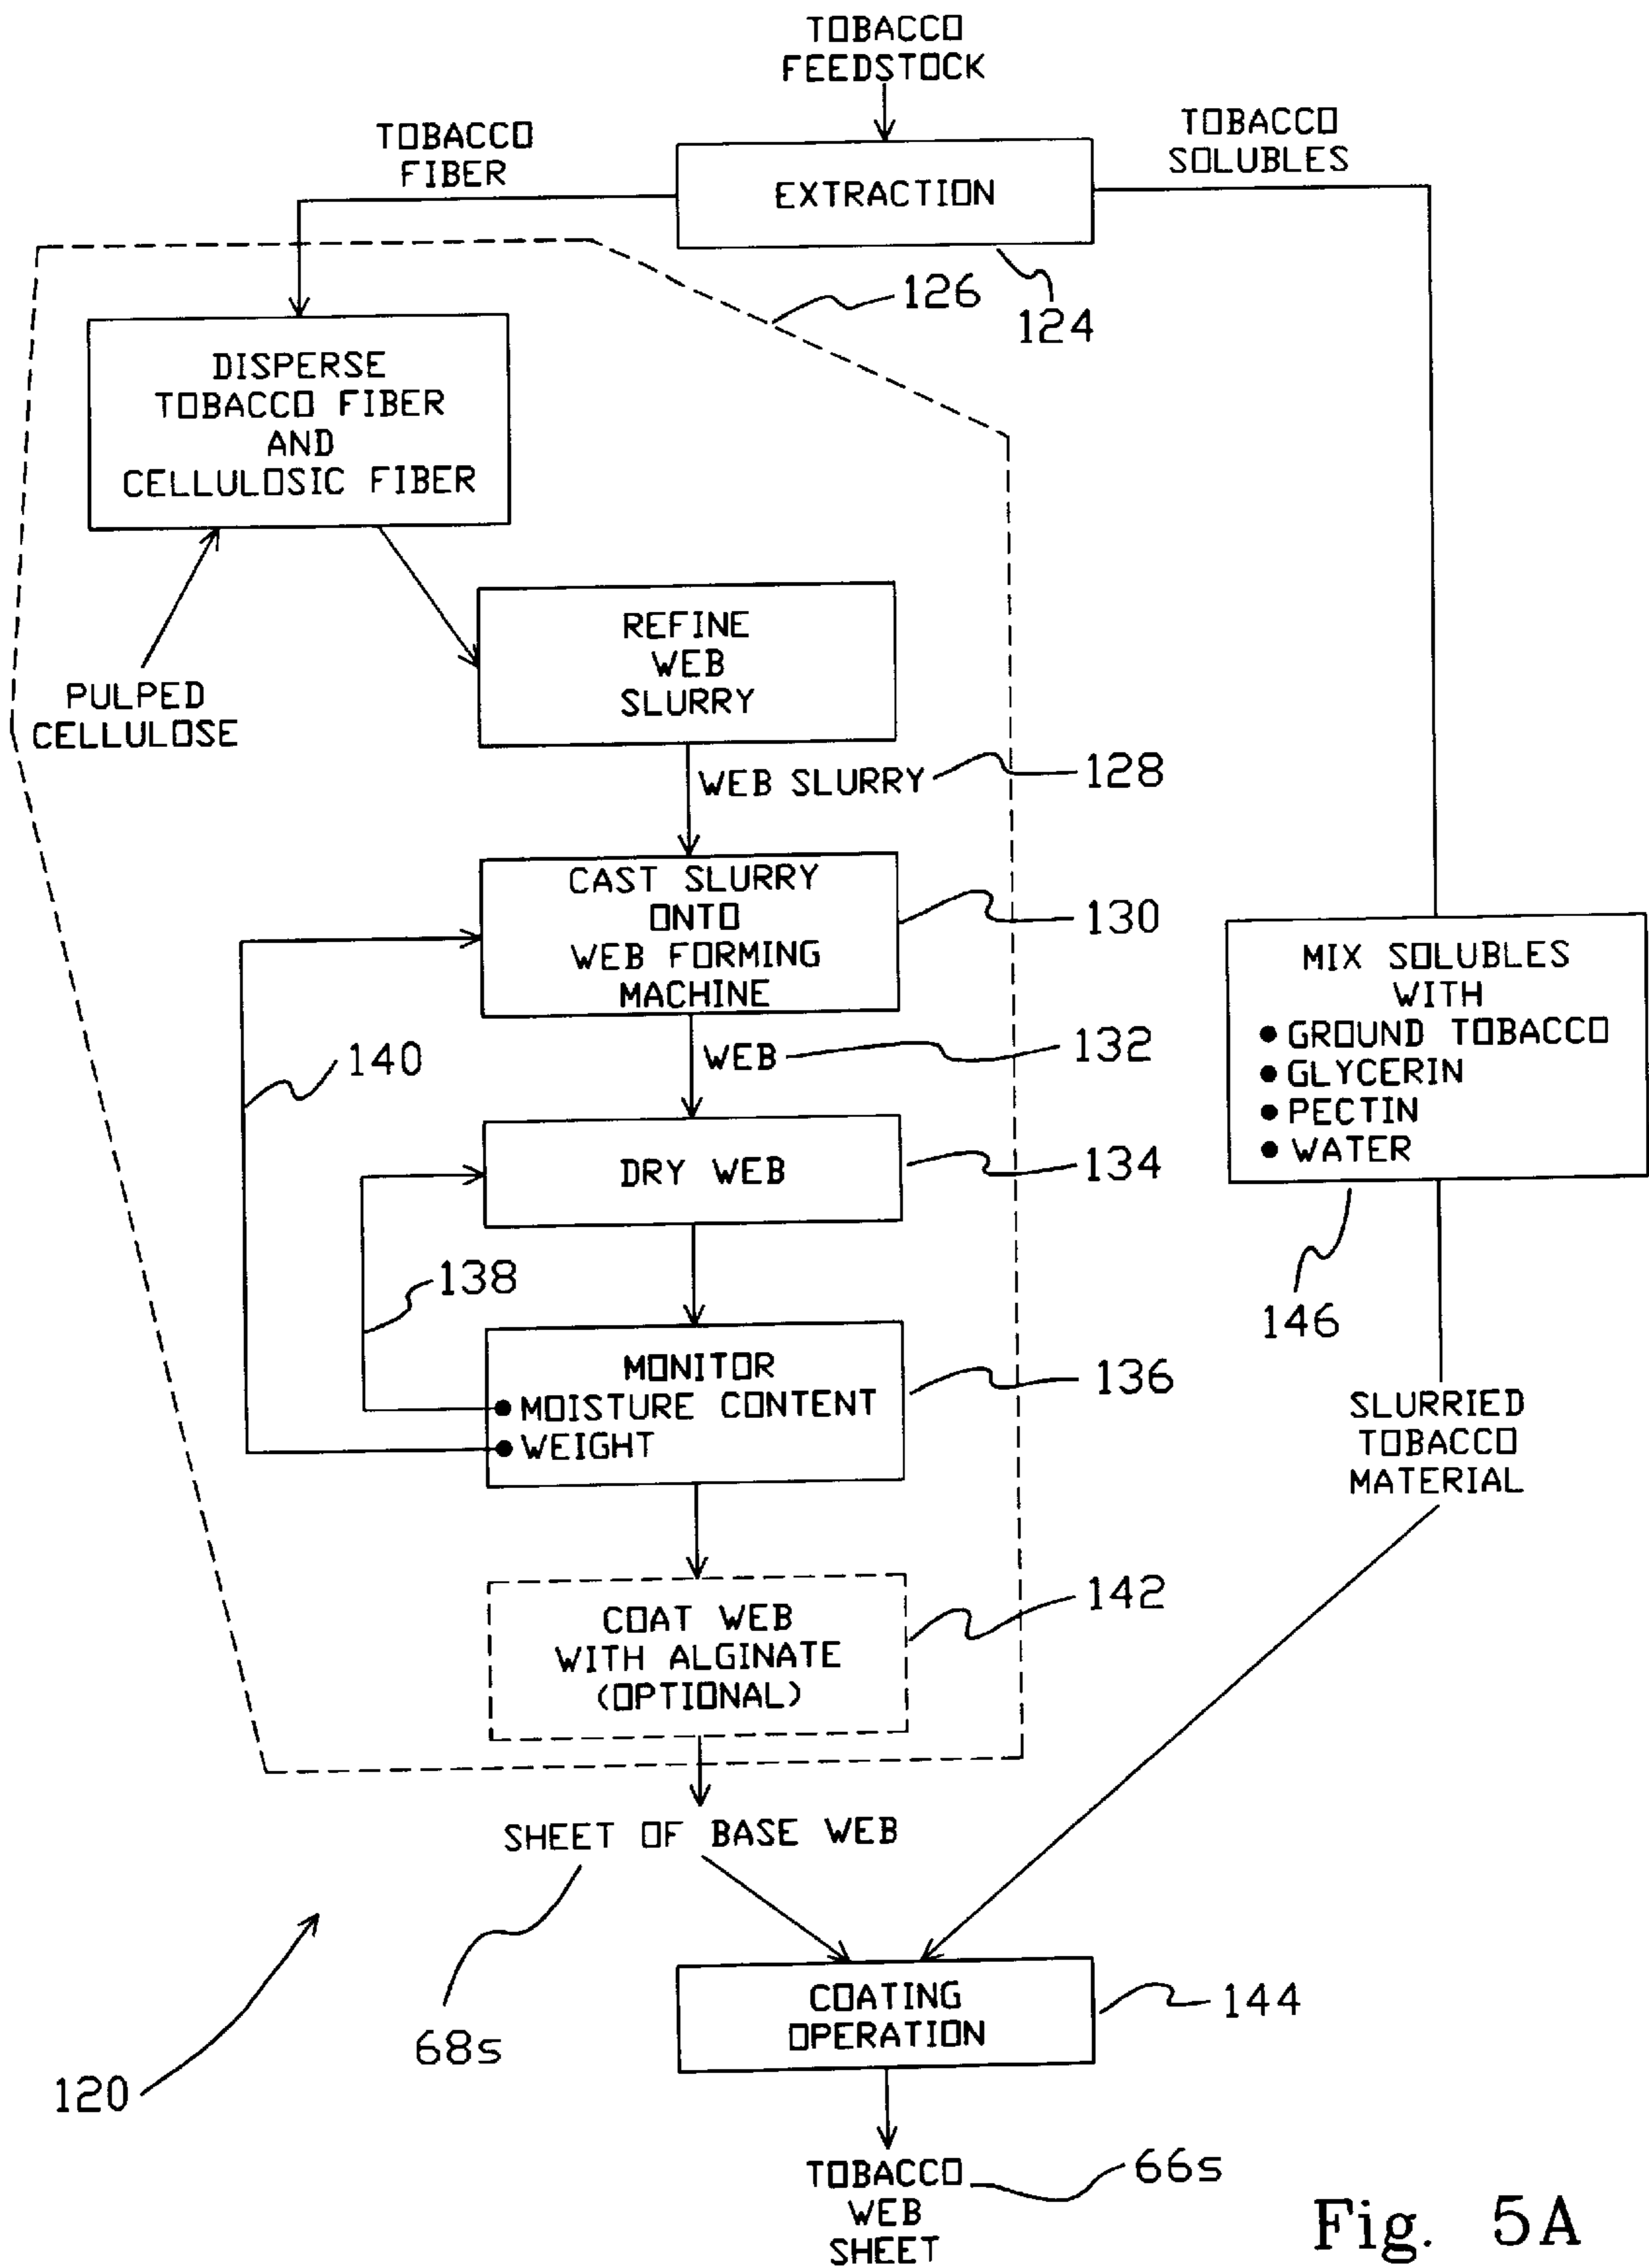 TOBACCO
FEEDSTOCK
TOBACCO
FIBER
EXTRACTION
TOBACCO
SOLUBLES
126
124
DISPERSE
TOBACCO FIBER
AND
CELLULOSIC FIBER
REFINE
WEB
SLURRY
PULPED
CELLULOSE
WEB SLURRY
128
CAST SLURRY
ONTO
WEB FORMING
MACHINE
130
MIX SOLUBLES
WITH
● GROUND TOBACCO
● GLYCERIN
● PECTIN
● WATER
140
WEB
132
DRY WEB
134
138
146
MONITOR
● MOISTURE CONTENT
● WEIGHT
136
SLURRIED
TOBACCO
MATERIAL
COAT WEB
WITH ALGINATE
(OPTIONAL)
142
SHEET OF BASE WEB
68s
120
COATING
OPERATION
144
TOBACCO
WEB
SHEET
66s
Fig. 5A